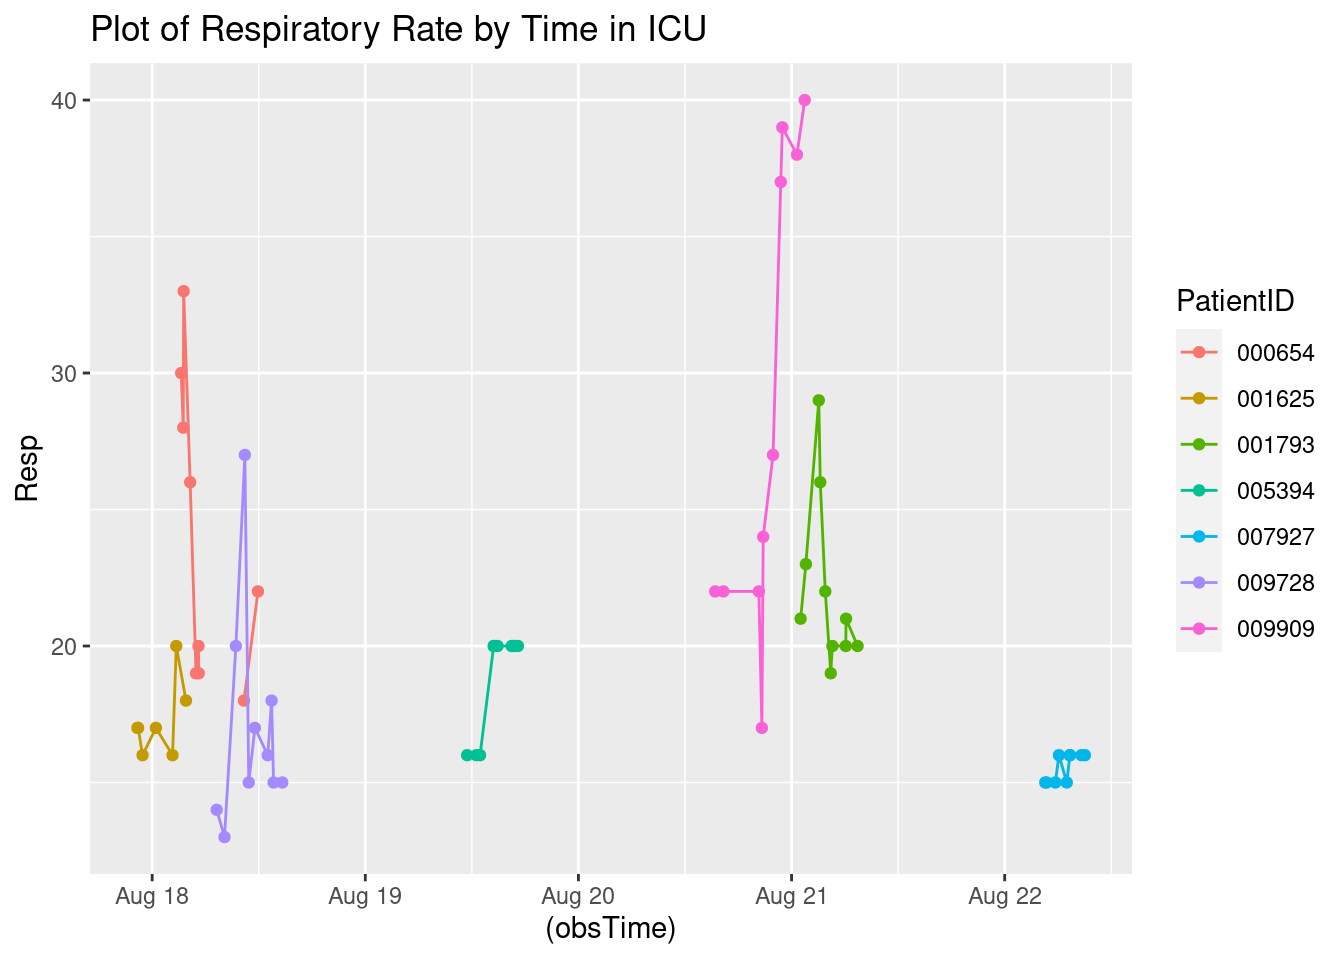 Plot of Respiratory Rate by Time in ICU
40
30
20
Resp
Aug 18
Aug 19
Aug 20
Aug 21
Aug 22
(obsTime)
PatientID
000654
001625
001793
005394
007927
009728
009909